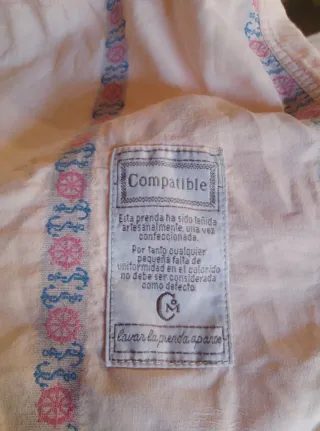 Compatible
Esta prenda ha sido teñida
artesanalmente, una vez
confeccionada.
Por tanto cualquier
pequeña falta de
uniformidad en el colorido
no debe ser considerada
como defecto.
lavar la prenda aparte